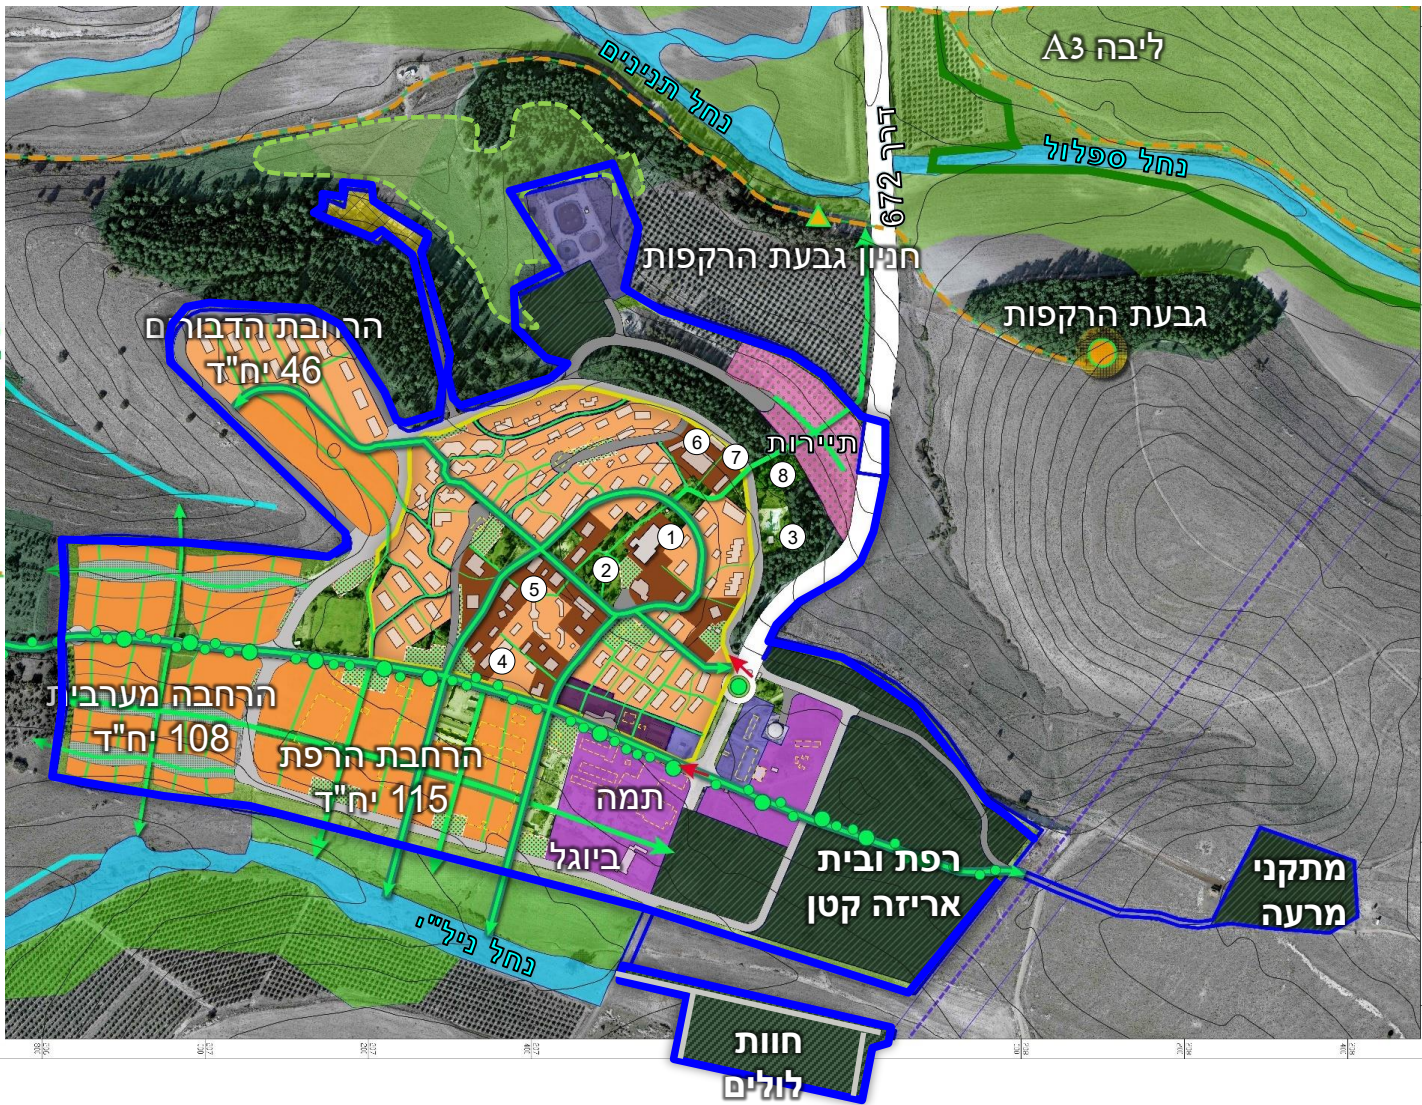 ליבה A3
נחל תנינים
דרך 672
נחל ספלול
חניון גבעת הרקפות
גבעת הרקפות
הרחבת הדבורים
46 יח"ד
תיירות
6
7
8
1
3
2
5
4
הרחבה מערבית
108 יח"ד
הרחבת הרפת
115 יח"ד
תמה
ביוגל
רפת ובית
אריזה קטן
מתקני
מרעה
נחל ניל"י
חוות
לולים